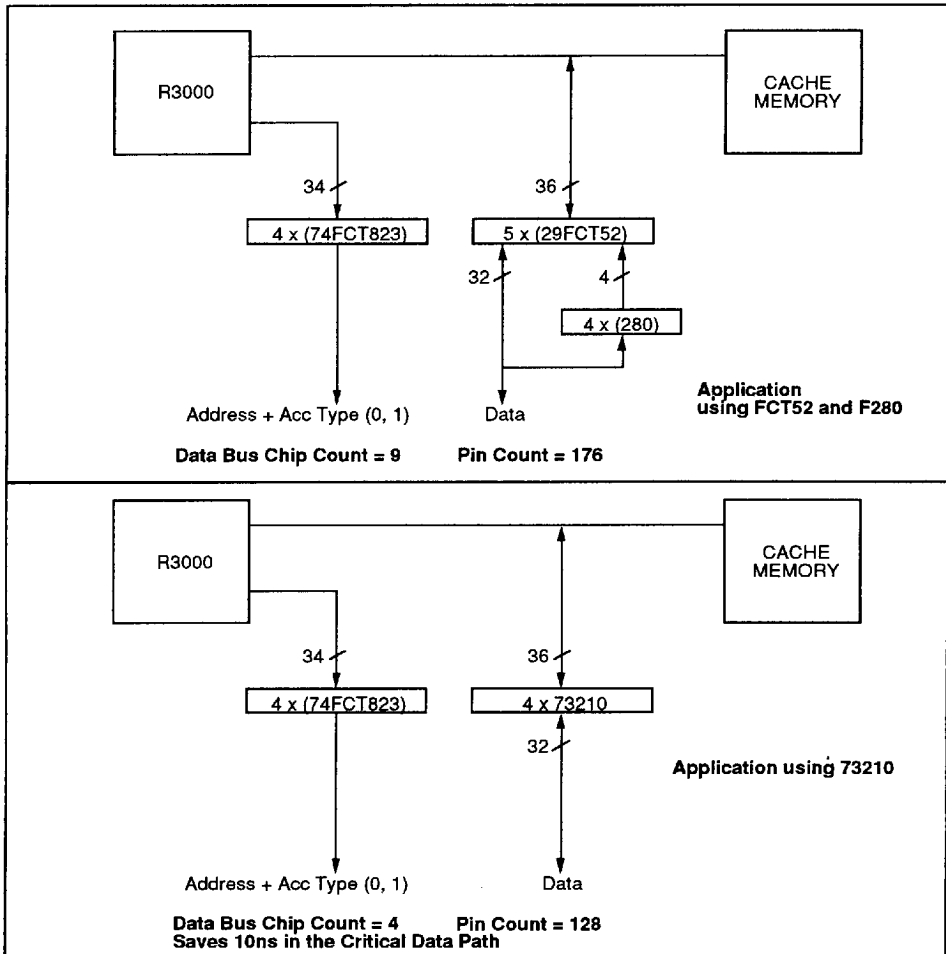 R3000
CACHE
MEMORY
34
36
4 x (74FCT823)
5 x (29FCT52)
32
4
4 x (280)
Application
using FCT52 and F280
Address + Acc Type (0, 1)
Data
Data Bus Chip Count = 9
Pin Count = 176
R3000
CACHE
MEMORY
34
36
4 x (74FCT823)
4 x 73210
32
Application using 73210
Address + Acc Type (0, 1)
Data
Data Bus Chip Count = 4
Pin Count = 128
Saves 10ns in the Critical Data Path